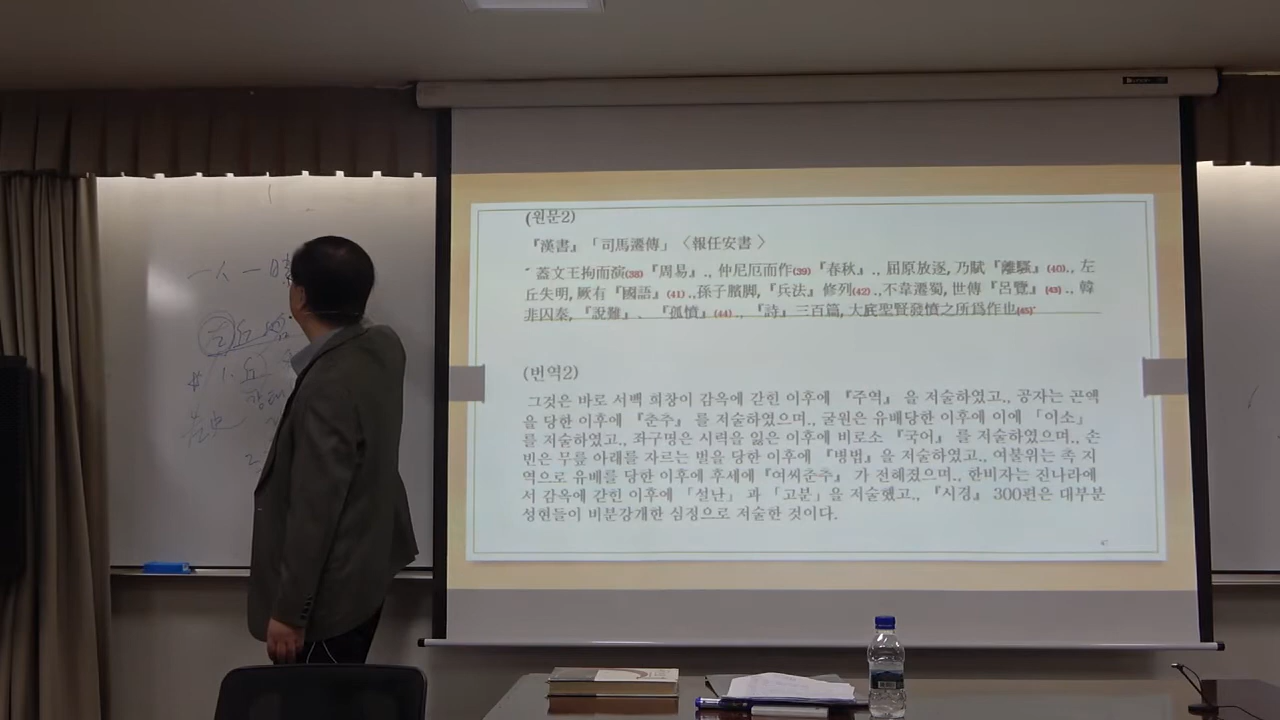 (원문2)
『漢書』「司馬遷傳」〈報任安書 〉
蓋文王拘而演(38)『周易』., 仲尼厄而作(39)『春秋』., 屈原放逐, 乃賦『離騷』(40)., 左
丘失明, 厥有『國語』(41).,孫子臏脚,『兵法』修列(42).,不韋遷蜀, 世傳『呂覽』(43)., 韓
非囚秦,『說難』、『孤憤』(44).,『詩』三百篇, 大底聖賢發憤之所爲作也(45)
(번역2)
그것은 바로 서백 희창이 감옥에 갇힌 이후에 『주역』 을 저술하였고., 공자는 곤액
을 당한 이후에 『춘추』 를 저술하였으며., 굴원은 유배당한 이후에 이에 「이소」
를 저술하였고., 좌구명은 시력을 잃은 이후에 비로소 『국어』 를 저술하였으며., 손
빈은 무릎 아래를 자르는 벌을 당한 이후에 『병법』을 저술하였고., 여불위는 촉 지
역으로 유배를 당한 이후에 후세에『여씨춘추』 가 전해졌으며., 한비자는 진나라에
서 감옥에 갇힌 이후에 「설난」 과 「고분」을 저술했고., 『시경』 300편은 대부분
성현들이 비분강개한 심정으로 저술한 것이다.
一人一
左史